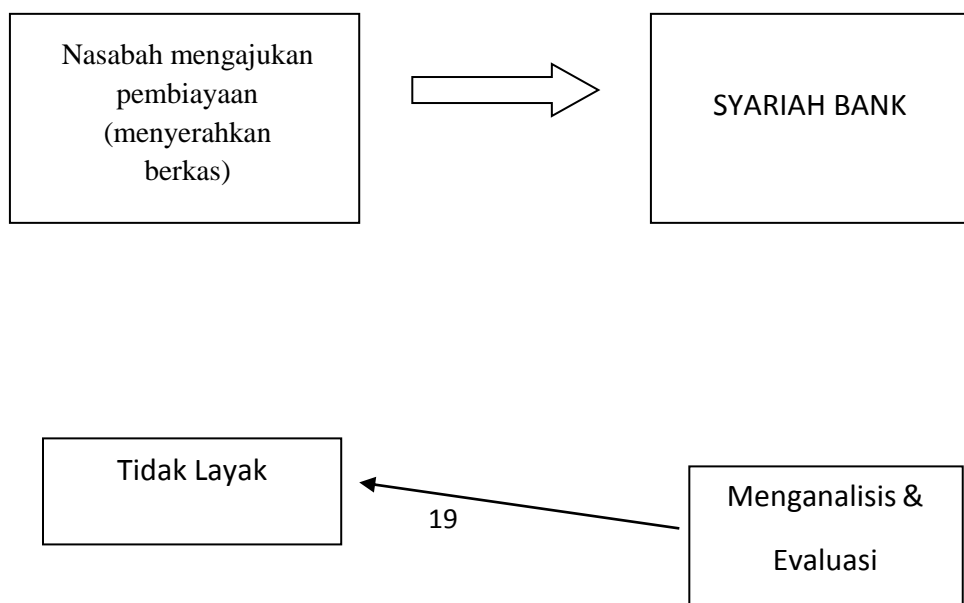 Nasabah mengajukan
pembiayaan
(menyerahkan
berkas)
SYARIAH BANK
Tidak Layak
19
Menganalisis &
Evaluasi